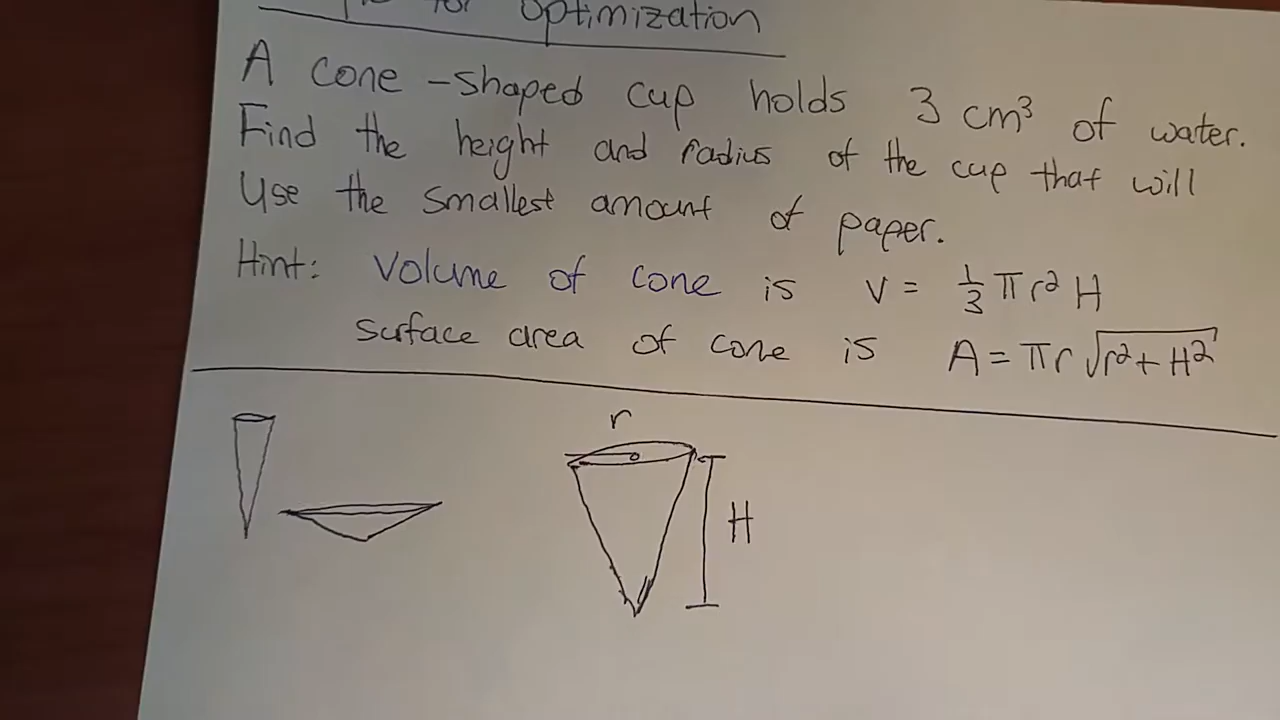 for Optimization
A cone-shaped cup holds 3 cm³ of water.
Find the height and radius of the cup that will
Use the smallest amount of paper.
Hint: Volume of cone is V = 1/3 π r² H
Surface area of cone is A = πr √(r² + H²)
r
H